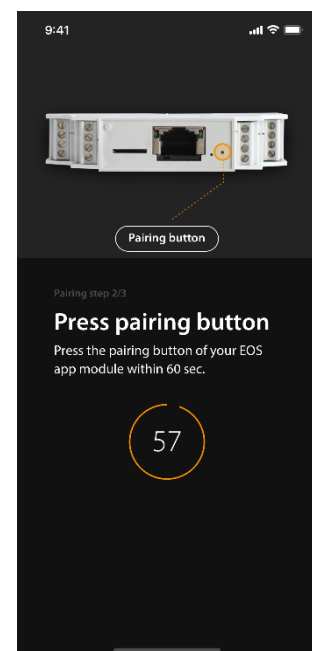 9:41
Pairing button
Pairing step 2/3
Press pairing button
Press the pairing button of your EOS
app module within 60 sec.
57